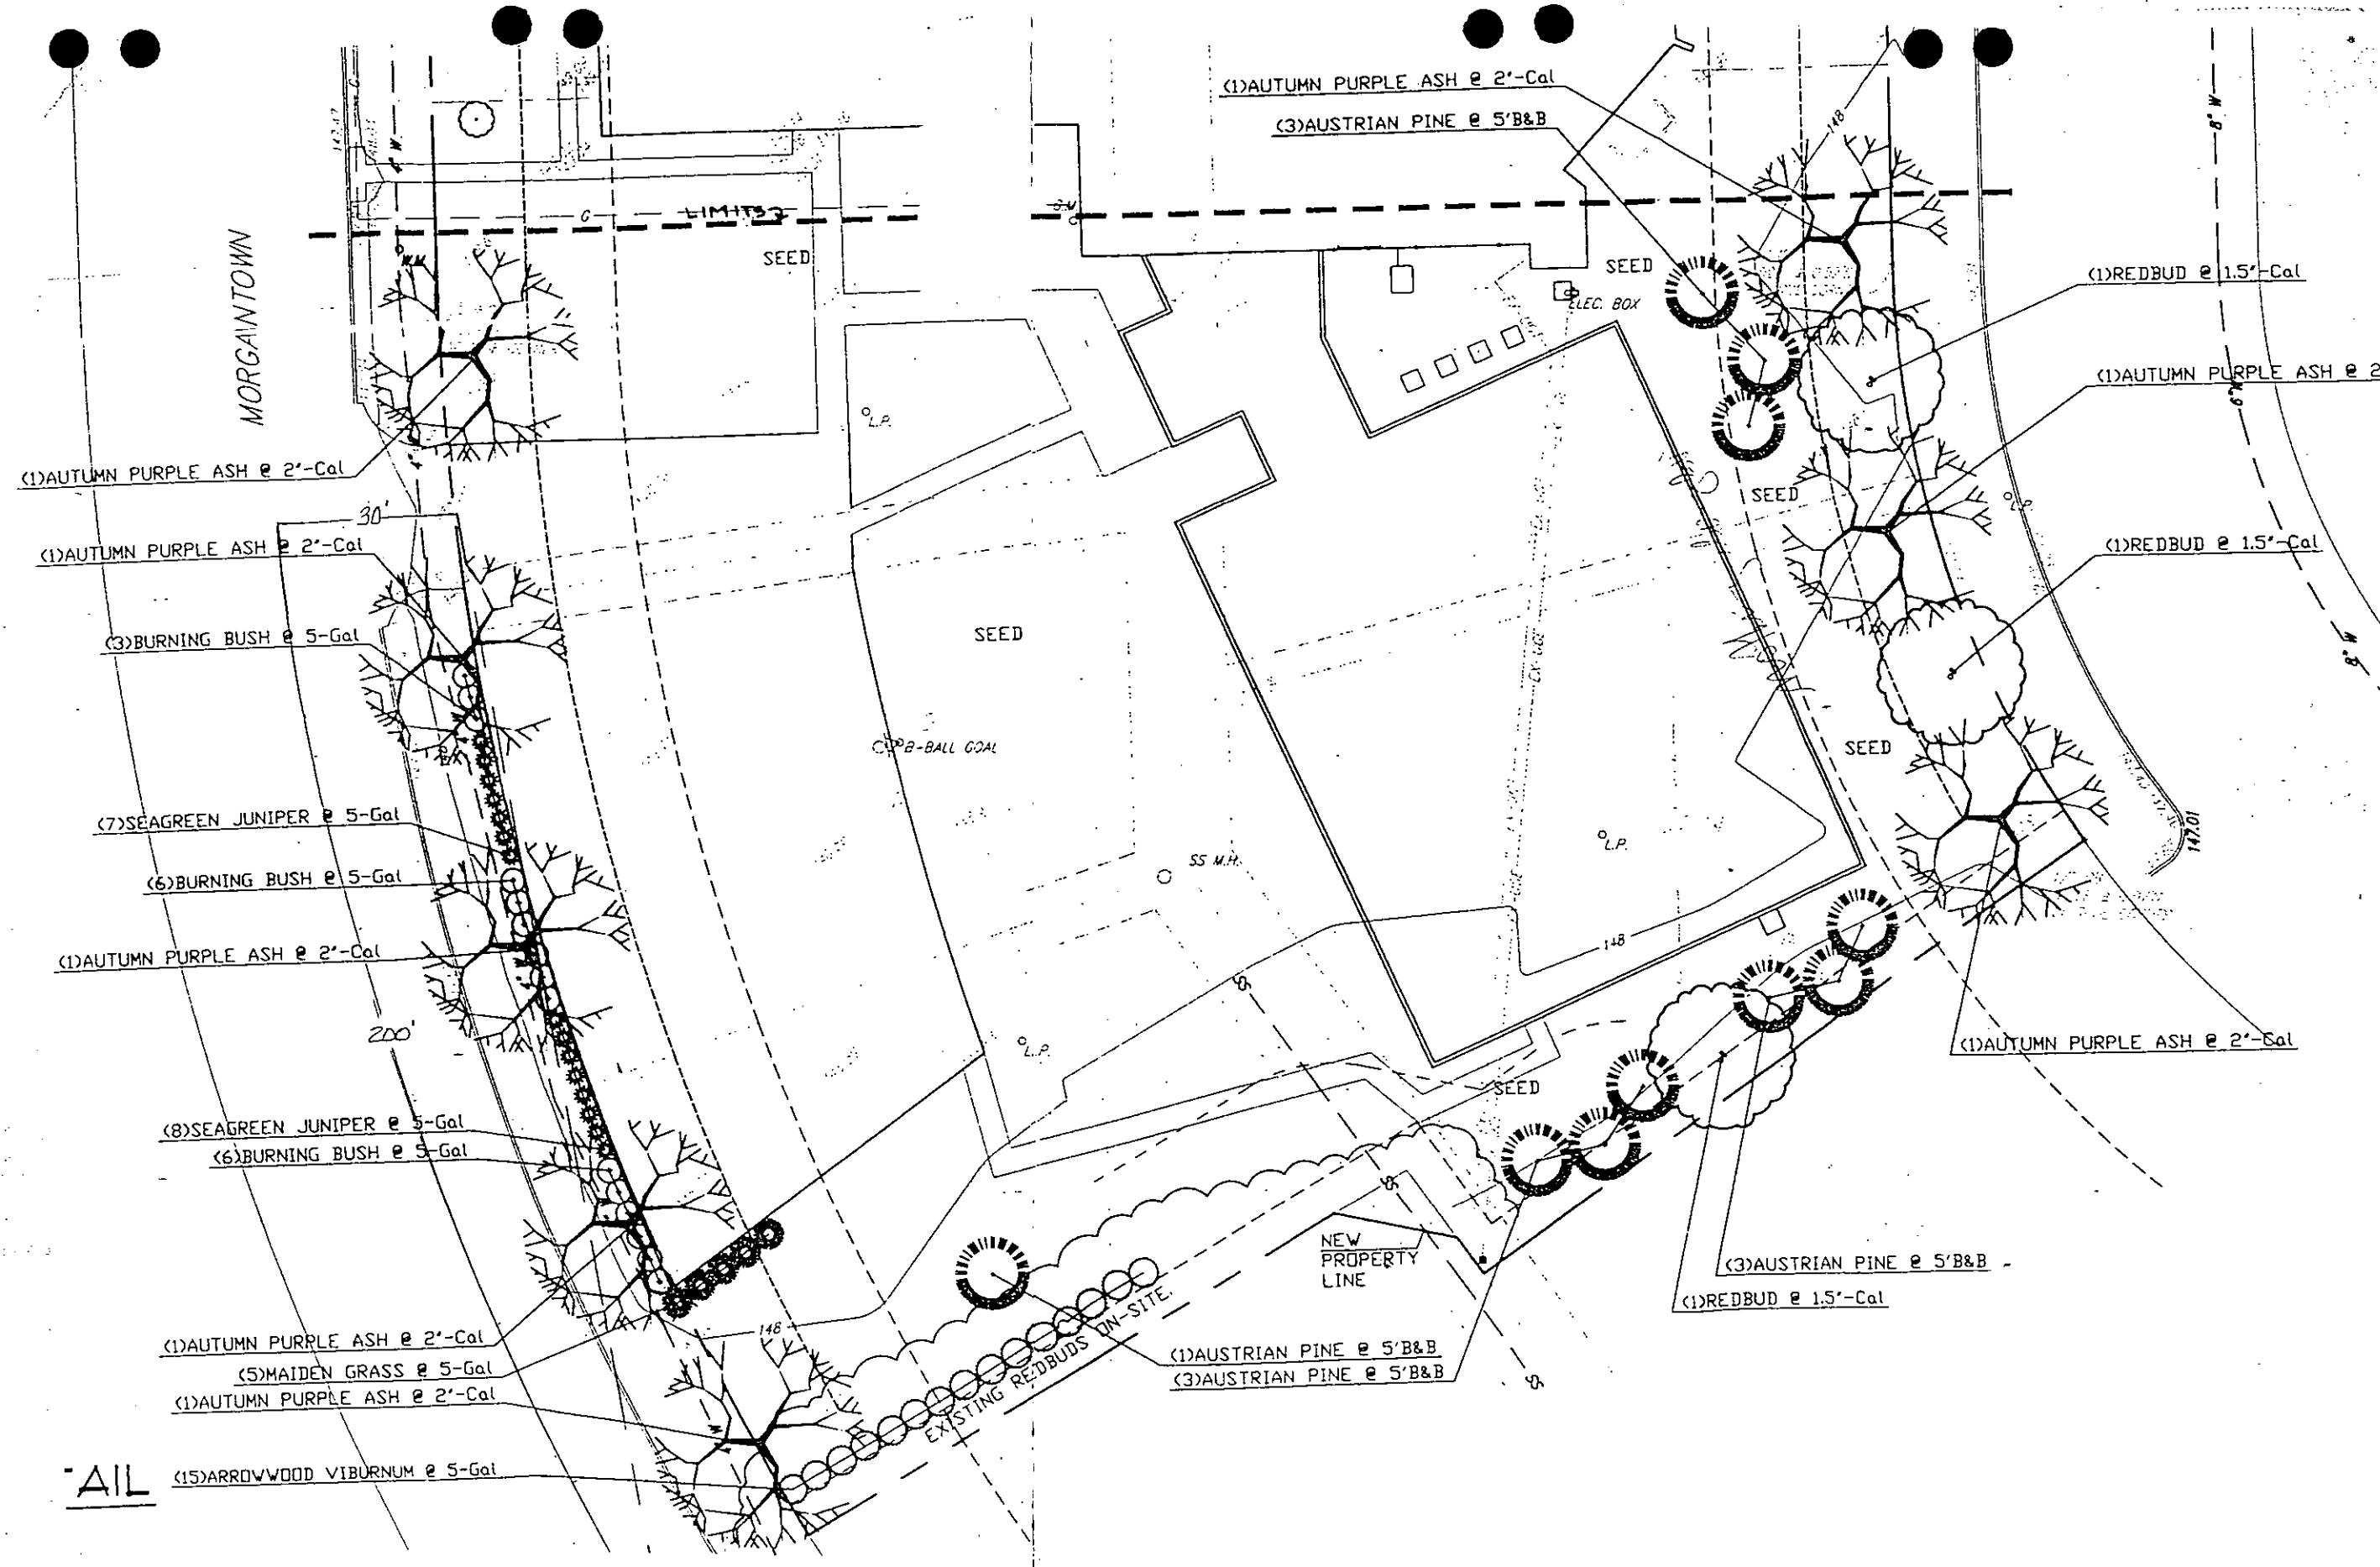 (1)AUTUMN PURPLE ASH @ 2"-Cal
(3)AUSTRIAN PINE @ 5'B&B
148
8" W
4" W
G
G
LIMITS
MORGANTOWN
W.M.
SEED
SEED
ELEC. BOX
(1)REDBUD @ 1.5"-Cal
(1)AUTUMN PURPLE ASH @ 2
6" W
L.P.
(1)AUTUMN PURPLE ASH @ 2"-Cal
SEED
L.P.
30'
(1)AUTUMN PURPLE ASH @ 2"-Cal
(1)REDBUD @ 1.5"-Cal
(3)BURNING BUSH @ 5-Gal
SEED
8" W
B-BALL GOAL
SEED
(7)SEAGREEN JUNIPER @ 5-Gal
147.01
L.P.
SS M.H.
(6)BURNING BUSH @ 5-Gal
148
(1)AUTUMN PURPLE ASH @ 2"-Cal
S
200'
L.P.
(1)AUTUMN PURPLE ASH @ 2"-Cal
SEED
(8)SEAGREEN JUNIPER @ 5-Gal
(6)BURNING BUSH @ 5-Gal
S
NEW
PROPERTY
LINE
(3)AUSTRIAN PINE @ 5'B&B
(1)REDBUD @ 1.5"-Cal
148
EXISTING REDBUDS ON-SITE.
(1)AUTUMN PURPLE ASH @ 2"-Cal
(1)AUSTRIAN PINE @ 5'B&B
(5)MAIDEN GRASS @ 5-Gal
(3)AUSTRIAN PINE @ 5'B&B
S
(1)AUTUMN PURPLE ASH @ 2"-Cal
(15)ARROWWOOD VIBURNUM @ 5-Gal
AIL